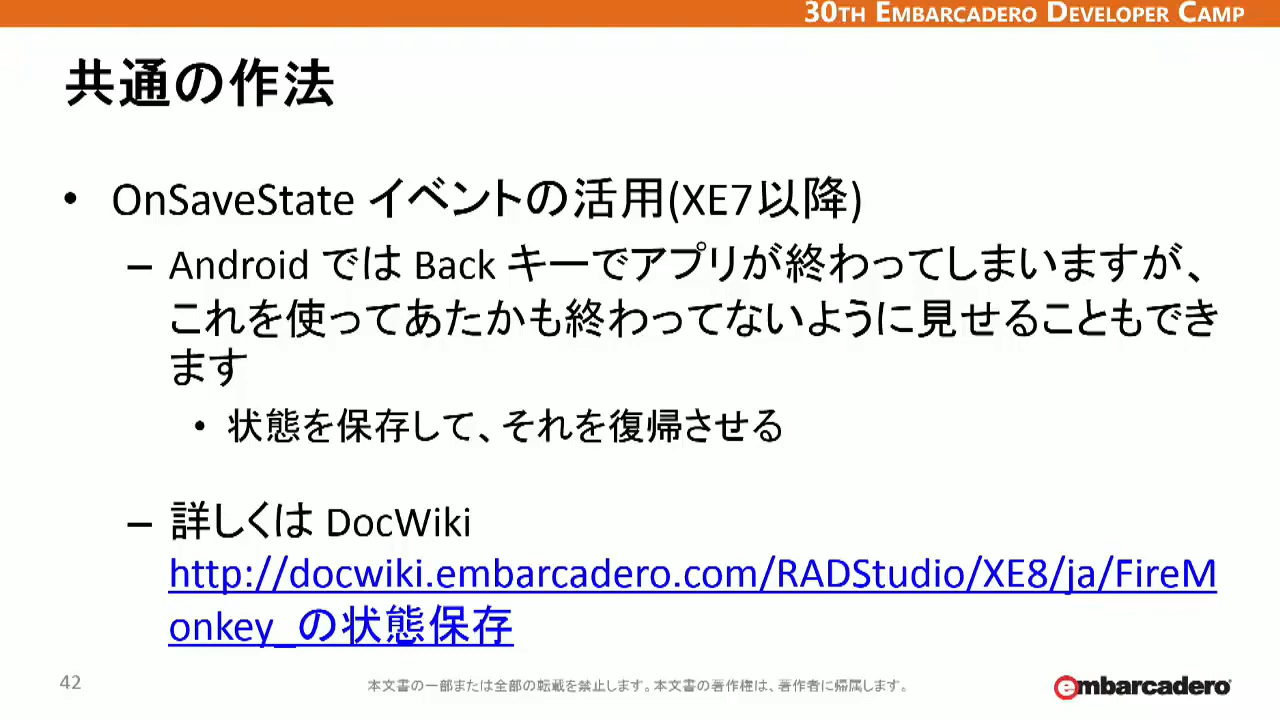 30TH EMBARCADERO DEVELOPER CAMP
共通の作法
• OnSaveState イベントの活用(XE7以降)
– Android では Back キーでアプリが終わってしまいますが、
これを使ってあたかも終わってないように見せることもでき
ます
• 状態を保存して、それを復帰させる
– 詳しくは DocWiki
http://docwiki.embarcadero.com/RADStudio/XE8/ja/FireM
onkey_の状態保存
42
本文書の一部または全部の転載を禁止します。本文書の著作権は、著作者に帰属します。
embarcadero